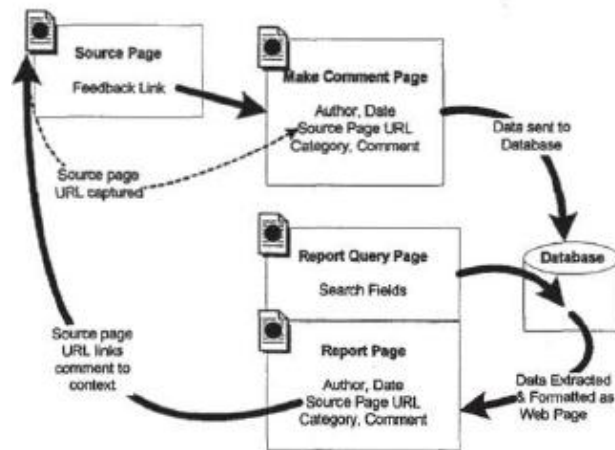 Source Page
Feedback Link
Make Comment Page
Author, Date
Source Page URL
Category, Comment
Source page
URL captured
Data sent to
Database
Report Query Page
Search Fields
Database
Source page
URL links
comment to
context
Report Page
Author, Date
Source Page URL
Category, Comment
Data Extracted
& Formatted as
Web Page